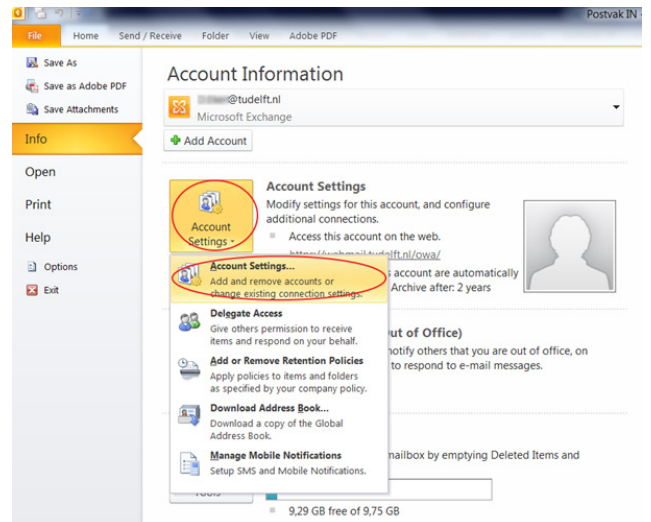 Postvak IN
File Home Send / Receive Folder View Adobe PDF
Save As
Save as Adobe PDF
Save Attachments
Info
Open
Print
Help
Options
Exit
Account Information
@tudelft.nl
Microsoft Exchange
Add Account
Account
Settings
Account Settings
Modify settings for this account, and configure
additional connections.
Access this account on the web.
https://webmail.tudelft.nl/owa/
s account are automatically
Archive after: 2 years
Account Settings...
Add and remove accounts or
change existing connection settings.
Delegate Access
Give others permission to receive
items and respond on your behalf.
Add or Remove Retention Policies
Apply policies to items and folders
as specified by your company policy.
Download Address Book...
Download a copy of the Global
Address Book.
Manage Mobile Notifications
Setup SMS and Mobile Notifications.
ut of Office)
notify others that you are out of office, on
to respond to e-mail messages.
mailbox by emptying Deleted Items and
Tools
9,29 GB free of 9,75 GB